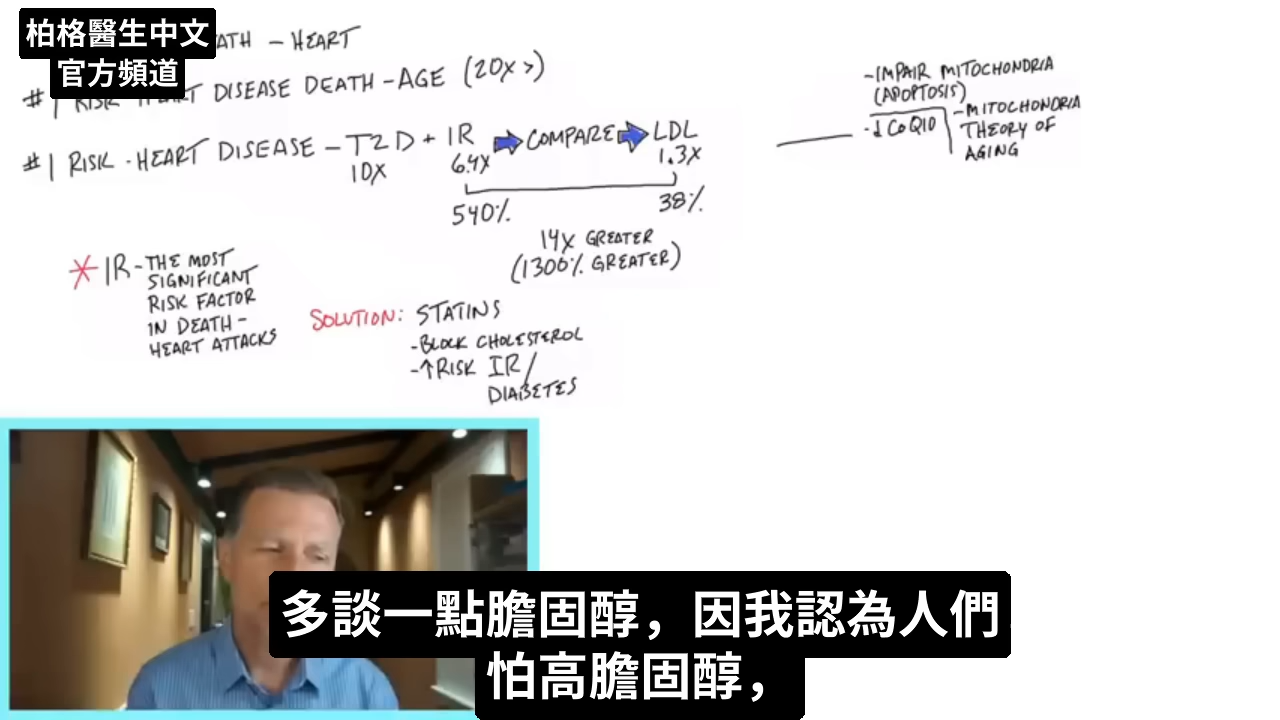 柏格醫生中文
官方頻道
ATH - HEART
#1 RISK HEART DISEASE DEATH - AGE (20X >)
#1 RISK - HEART DISEASE - T2D + IR COMPARE LDL
10X
6.4X
1.3X
540%
38%
14X GREATER
(1300% GREATER)
* IR - THE MOST
SIGNIFICANT
RISK FACTOR
IN DEATH -
HEART ATTACKS
SOLUTION: STATINS
- BLOCK CHOLESTEROL
- ↑ RISK IR/
DIABETES
- IMPAIR MITOCHONDRIA
(APOPTOSIS)
- ↓ CoQ10
- MITOCHONDRIA
THEORY OF
AGING
多談一點膽固醇，因我認為人們
怕高膽固醇，